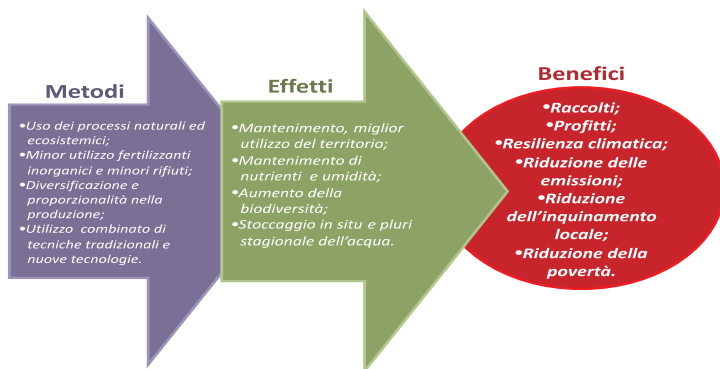 Metodi
•Uso dei processi naturali ed
ecosistemici;
•Minor utilizzo fertilizzanti
inorganici e minori rifiuti;
•Diversificazione e
proporzionalità nella
produzione;
•Utilizzo combinato di
tecniche tradizionali e
nuove tecnologie.
Effetti
•Mantenimento, miglior
utilizzo del territorio;
•Mantenimento di
nutrienti e umidità;
•Aumento della
biodiversità;
•Stoccaggio in situ e pluri
stagionale dell'acqua.
Benefici
•Raccolti;
•Profitti;
•Resilienza climatica;
•Riduzione delle
emissioni;
•Riduzione
dell'inquinamento
locale;
•Riduzione della
povertà.